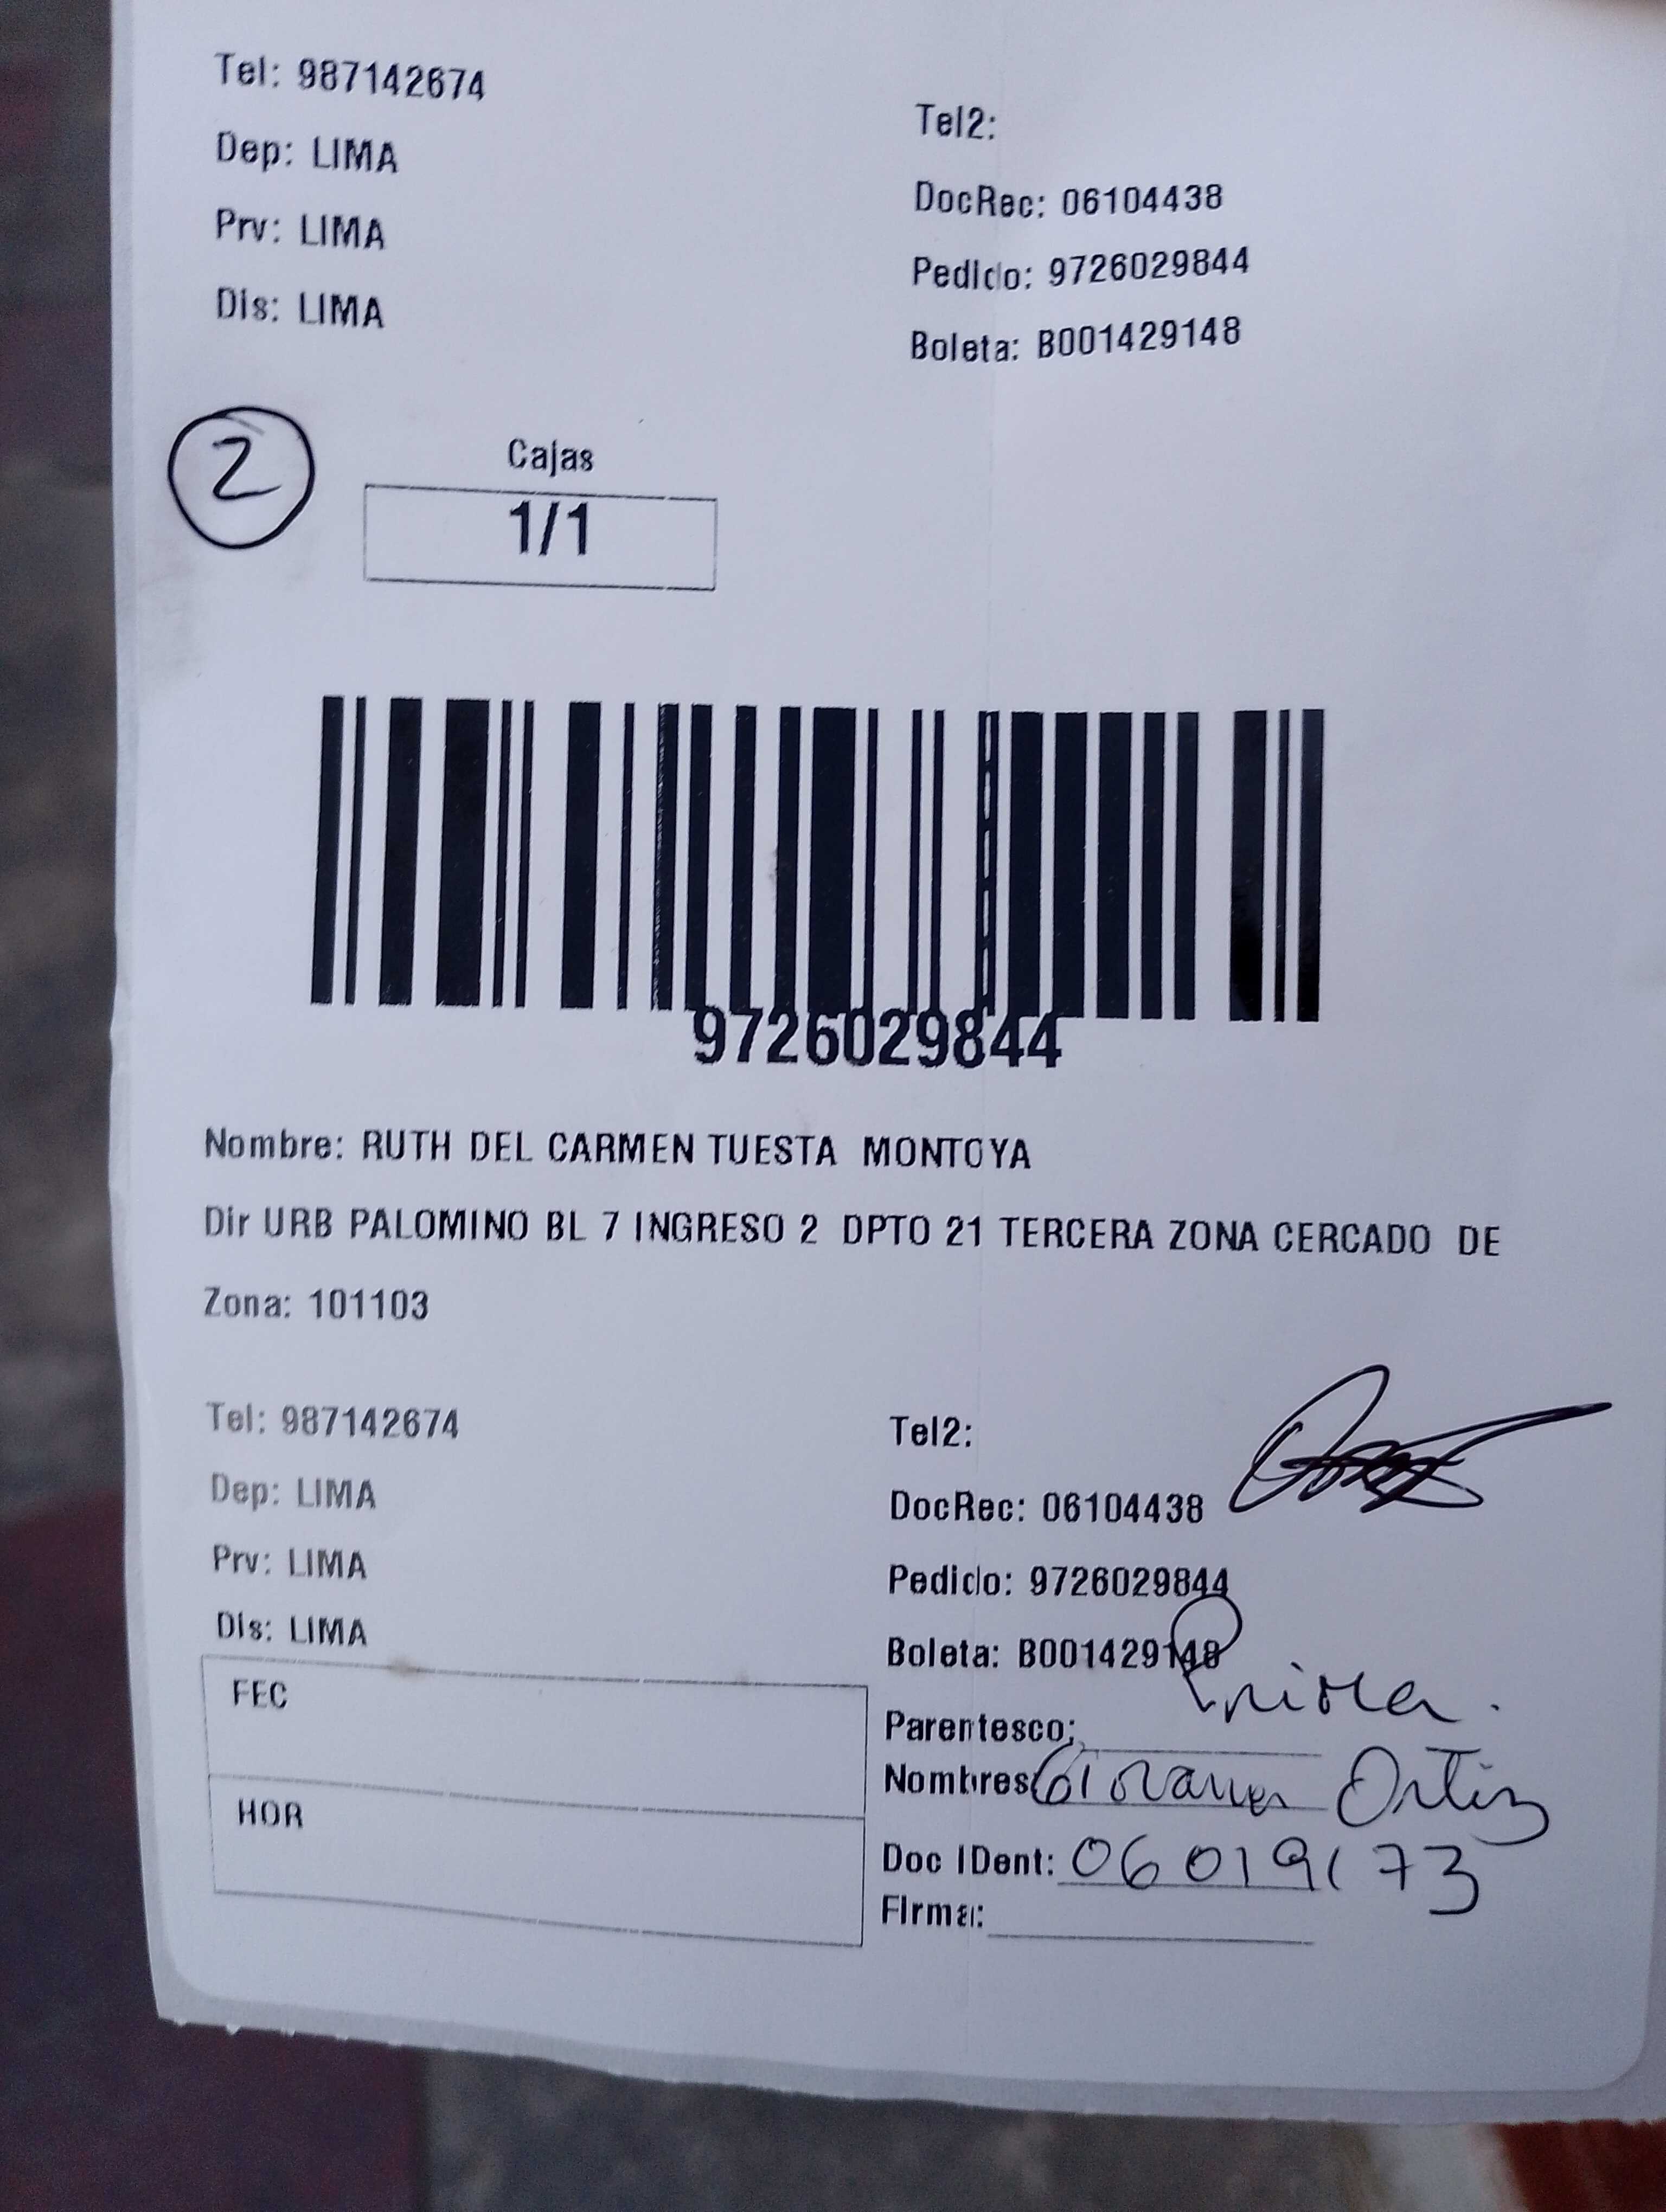 Tel: 987142674
Tel2:
Dep: LIMA
DocRec: 06104438
Prv: LIMA
Pedido: 9726029844
Dis: LIMA
Boleta: B001429148
2
Cajas
1/1
9726029844
Nombre: RUTH DEL CARMEN TUESTA MONTOYA
Dir URB PALOMINO BL 7 INGRESO 2 DPTO 21 TERCERA ZONA CERCADO DE
Zona: 101103
Tel: 987142674
Tel2:
Dep: LIMA
DocRec: 06104438
Prv: LIMA
Pedido: 9726029844
Dis: LIMA
Boleta: B001429148
FEC
Parentesco:
HOR
Nombres: Ortiz
Doc IDent: 06019173
Firma: